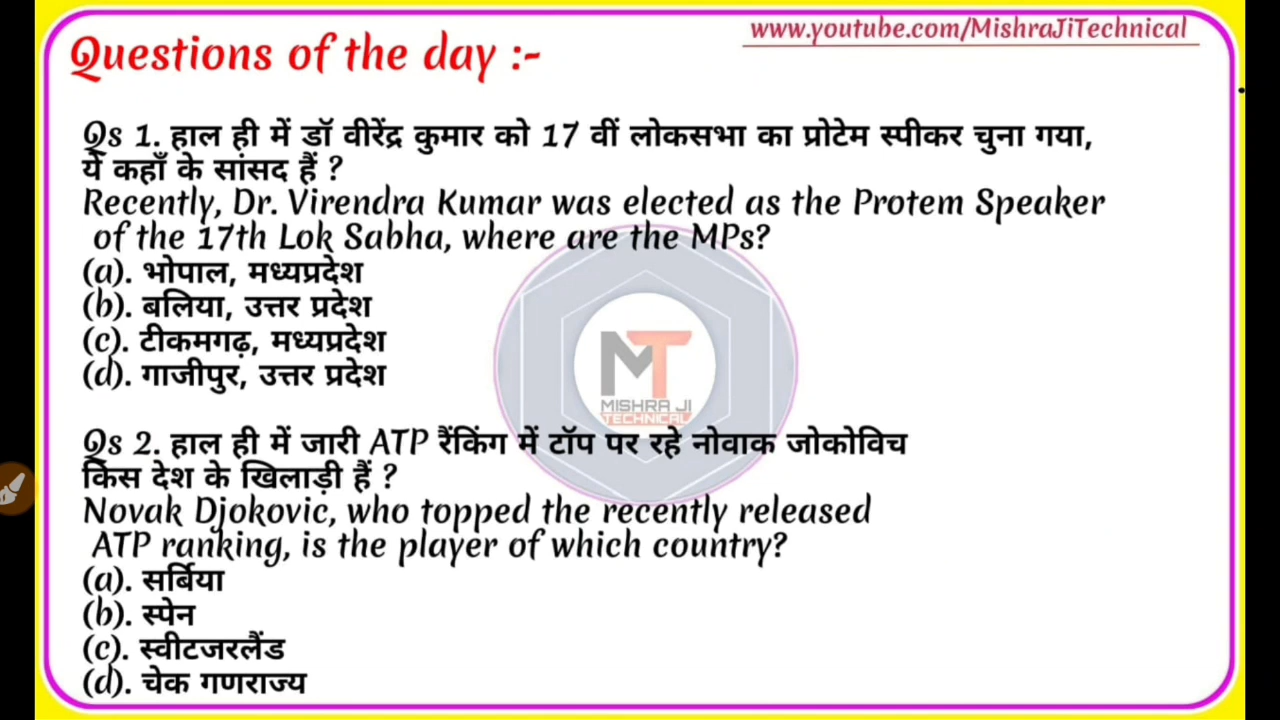 www.youtube.com/MishraJiTechnical
Questions of the day :-
Qs 1. हाल ही में डॉ वीरेंद्र कुमार को 17 वीं लोकसभा का प्रोटेम स्पीकर चुना गया,
ये कहाँ के सांसद हैं ?
Recently, Dr. Virendra Kumar was elected as the Protem Speaker
of the 17th Lok Sabha, where are the MPs?
(a). भोपाल, मध्यप्रदेश
(b). बलिया, उत्तर प्रदेश
(c). टीकमगढ़, मध्यप्रदेश
(d). गाजीपुर, उत्तर प्रदेश
MT
MISHRA JI
TECHNICAL
Qs 2. हाल ही में जारी ATP रैंकिंग में टॉप पर रहे नोवाक जोकोविच
किस देश के खिलाड़ी हैं ?
Novak Djokovic, who topped the recently released
ATP ranking, is the player of which country?
(a). सर्बिया
(b). स्पेन
(c). स्वीटजरलैंड
(d). चेक गणराज्य